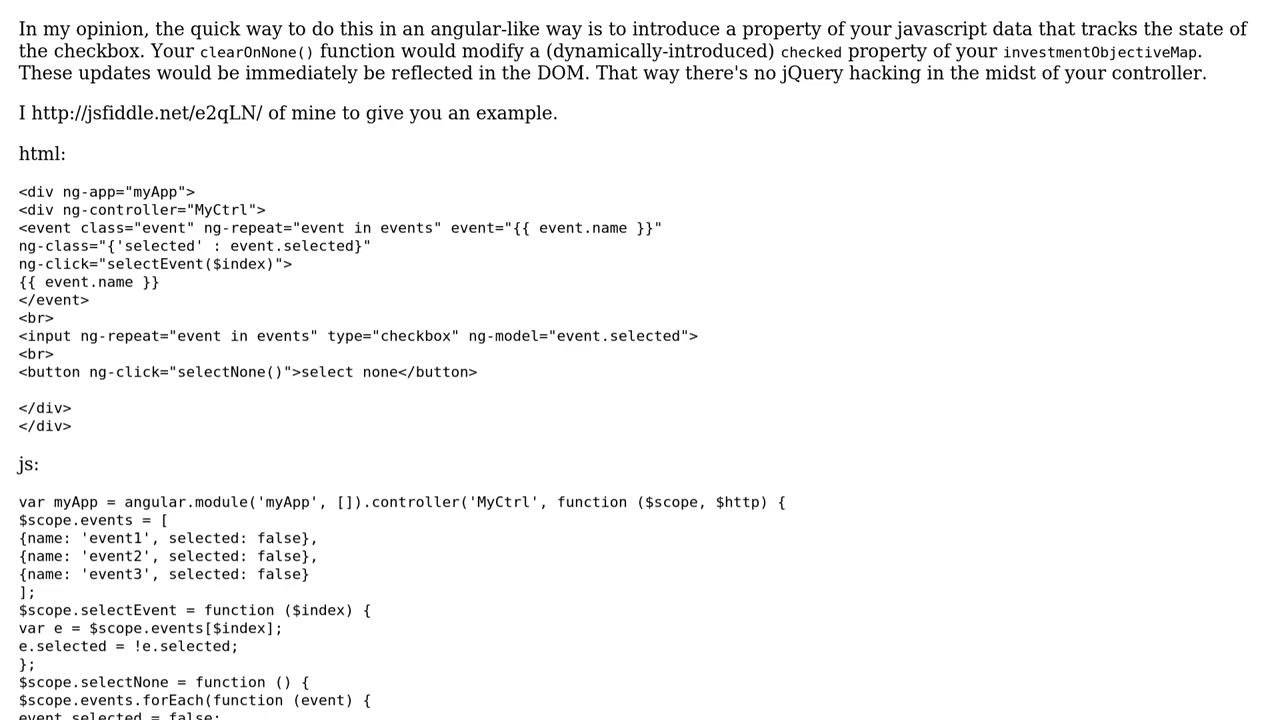 In my opinion, the quick way to do this in an angular-like way is to introduce a property of your javascript data that tracks the state of
the checkbox. Your clearOnNone() function would modify a (dynamically-introduced) checked property of your investmentObjectiveMap.
These updates would be immediately be reflected in the DOM. That way there's no jQuery hacking in the midst of your controller.
I http://jsfiddle.net/e2qLN/ of mine to give you an example.
html:
<div ng-app="myApp">
<div ng-controller="MyCtrl">
<event class="event" ng-repeat="event in events" event="{{ event.name }}"
ng-class="{'selected' : event.selected}"
ng-click="selectEvent($index)">
{{ event.name }}
</event>
<br>
<input ng-repeat="event in events" type="checkbox" ng-model="event.selected">
<br>
<button ng-click="selectNone()">select none</button>
</div>
</div>
js:
var myApp = angular.module('myApp', []).controller('MyCtrl', function ($scope, $http) {
$scope.events = [
{name: 'event1', selected: false},
{name: 'event2', selected: false},
{name: 'event3', selected: false}
];
$scope.selectEvent = function ($index) {
var e = $scope.events[$index];
e.selected = !e.selected;
};
$scope.selectNone = function () {
$scope.events.forEach(function (event) {
event.selected = false;